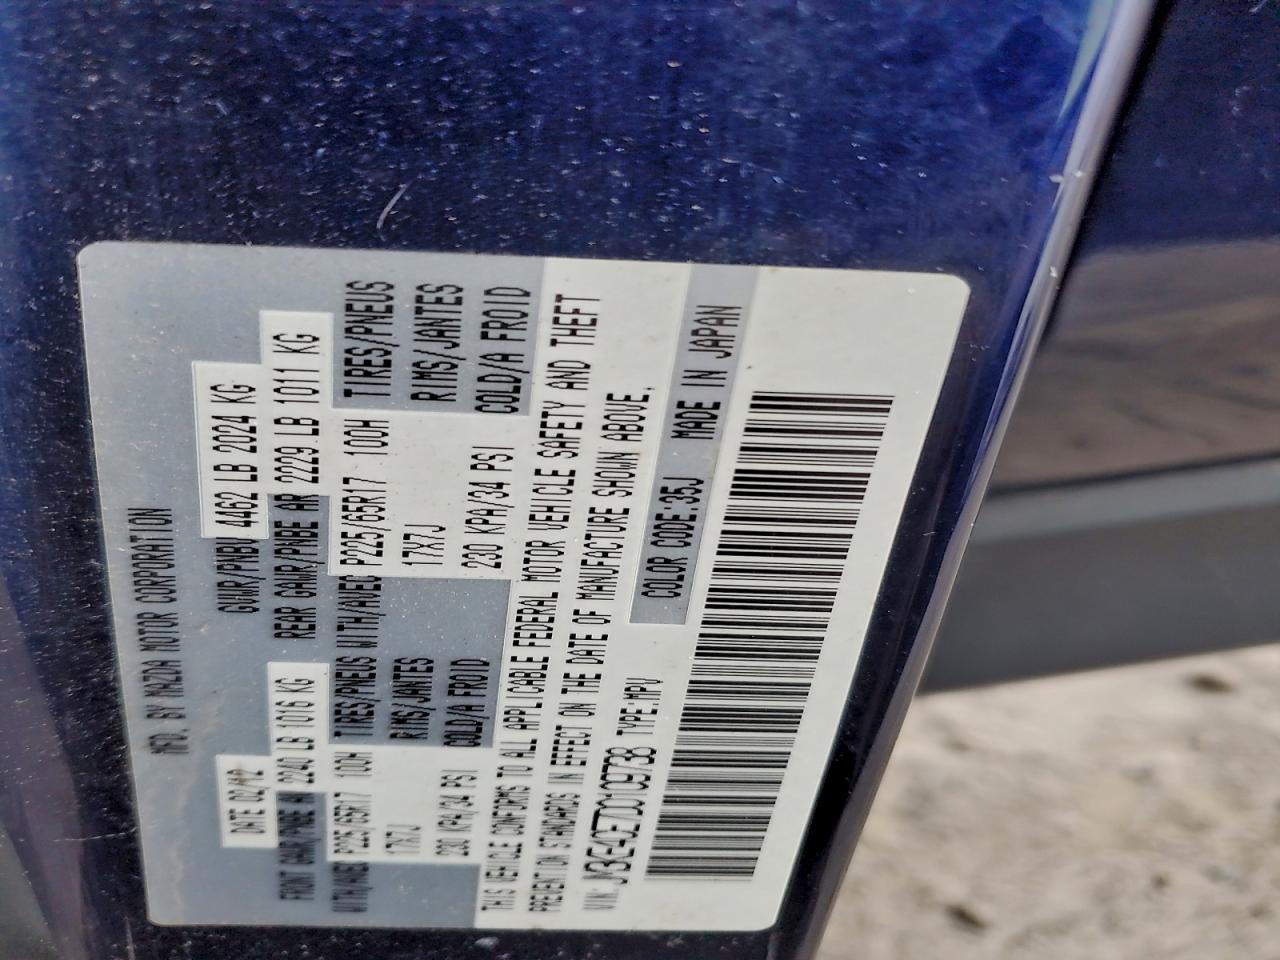 MFD. BY MAZDA MOTOR CORPORATION
DATE 02/12 GVWR/PNBV 4462 LB 2024 KG
FRONT GAWR/PNBE AV 2240 LB 1016 KG REAR GAWR/PNBE AR 2229 LB 1011 KG
WITH/AVEC P225/65R17 100H TIRES/PNEUS WITH/AVEC P225/65R17 100H TIRES/PNEUS
17X7J RIMS/JANTES 17X7J RIMS/JANTES
230 KPA/34 PSI COLD/A FROID 230 KPA/34 PSI COLD/A FROID
THIS VEHICLE CONFORMS TO ALL APPLICABLE FEDERAL MOTOR VEHICLE SAFETY AND THEFT
PREVENTION STANDARDS IN EFFECT ON THE DATE OF MANUFACTURE SHOWN ABOVE.
VIN: JM3KE4CE7D0109738 TYPE:MPV
COLOR CODE:35J MADE IN JAPAN